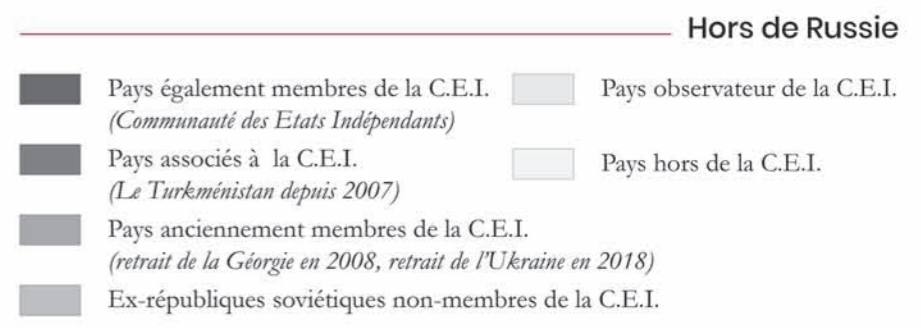 Hors de Russie
Pays également membres de la C.E.I.
(Communauté des Etats Indépendants)
Pays associés à la C.E.I.
(Le Turkménistan depuis 2007)
Pays anciennement membres de la C.E.I.
(retrait de la Géorgie en 2008, retrait de l'Ukraine en 2018)
Ex-républiques soviétiques non-membres de la C.E.I.
Pays observateur de la C.E.I.
Pays hors de la C.E.I.